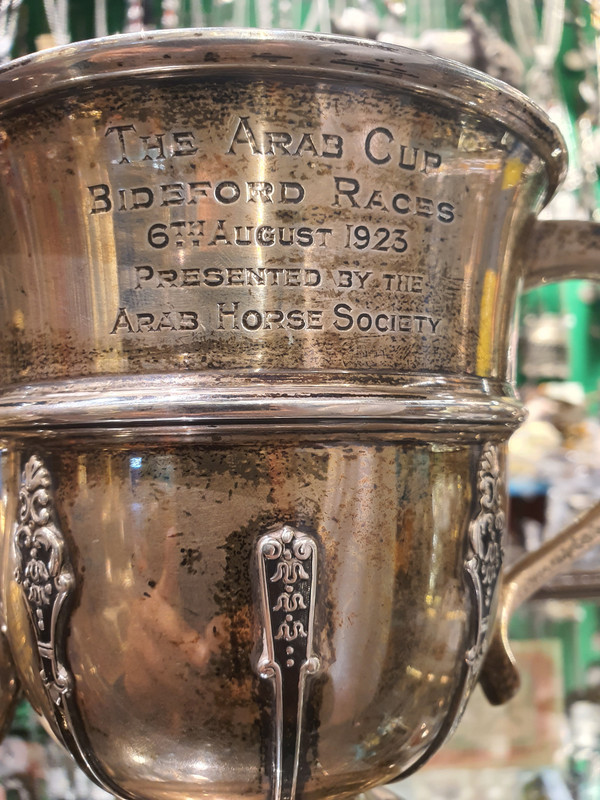 THE ARAB CUP
BIDEFORD RACES
6TH AUGUST 1923
PRESENTED BY THE
ARAB HORSE SOCIETY